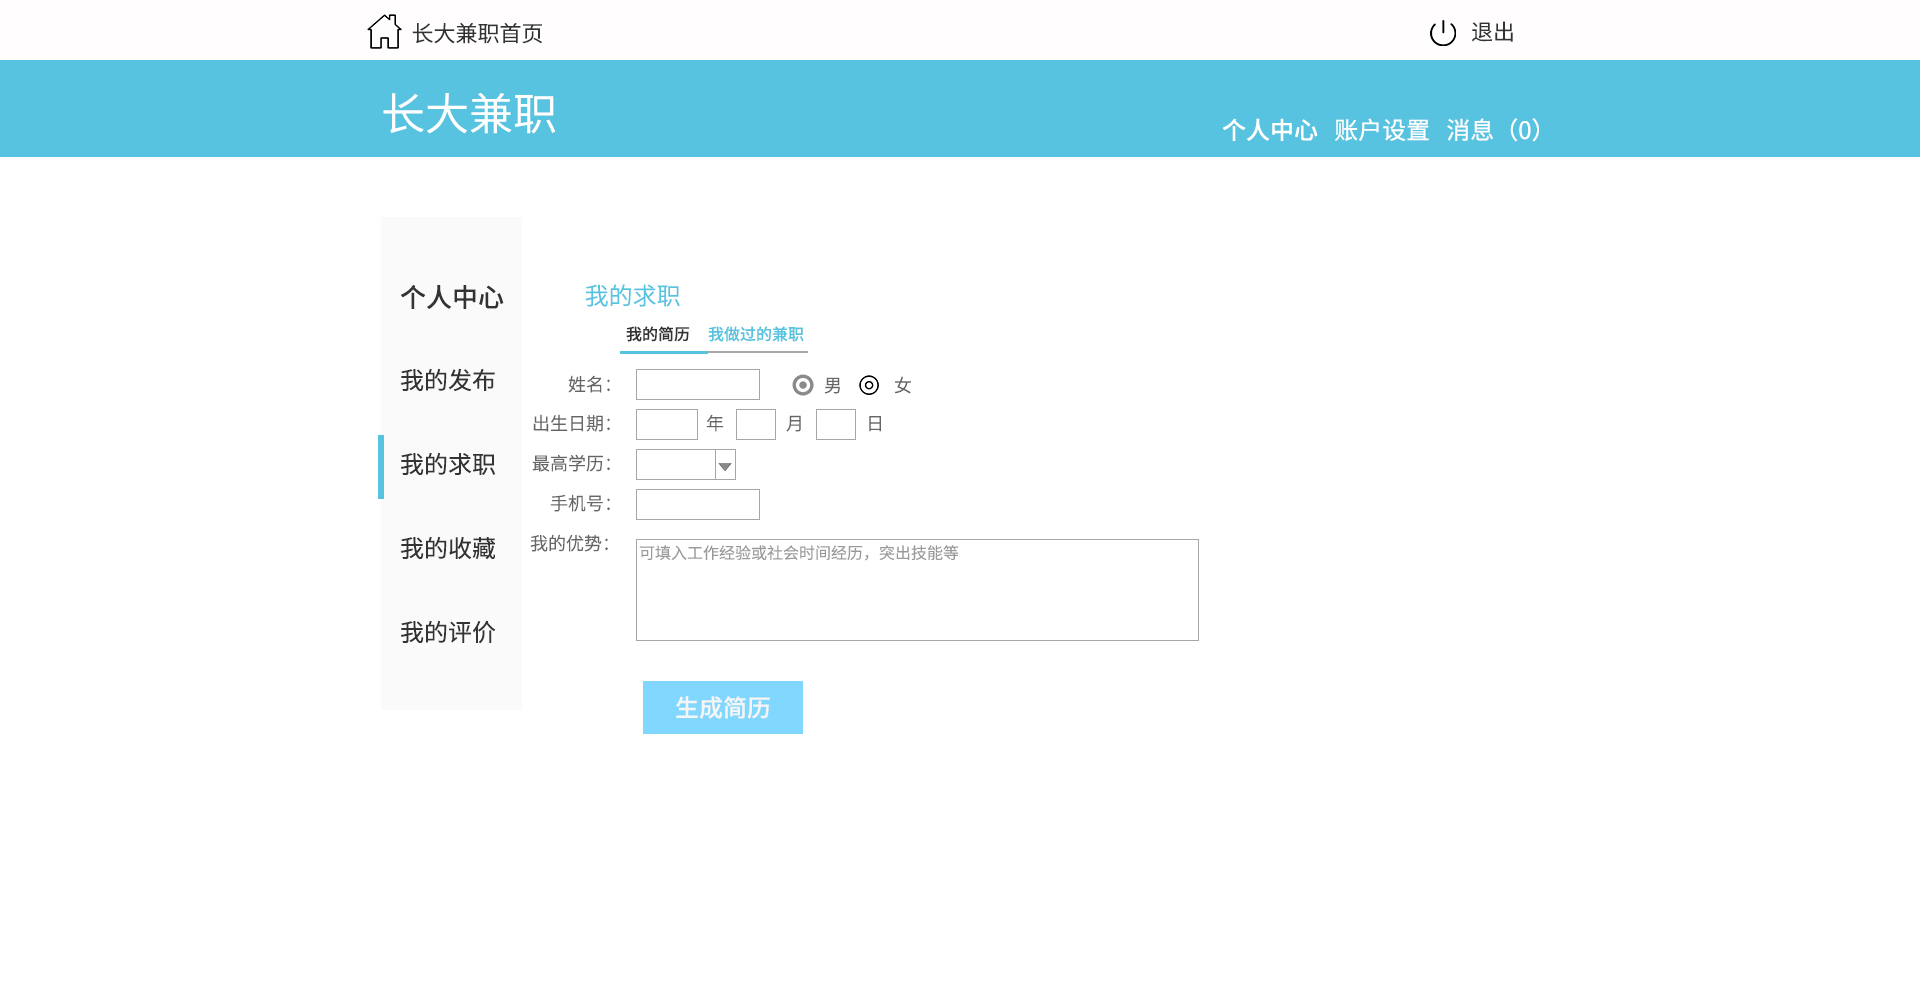 长大兼职首页 退出
长大兼职
个人中心 账户设置 消息（0）
个人中心
我的发布
我的求职
我的收藏
我的评价
我的求职
我的简历 我做过的兼职
姓名： 男 女
出生日期： 年 月 日
最高学历：
手机号：
我的优势：
可填入工作经验或社会时间经历，突出技能等
生成简历